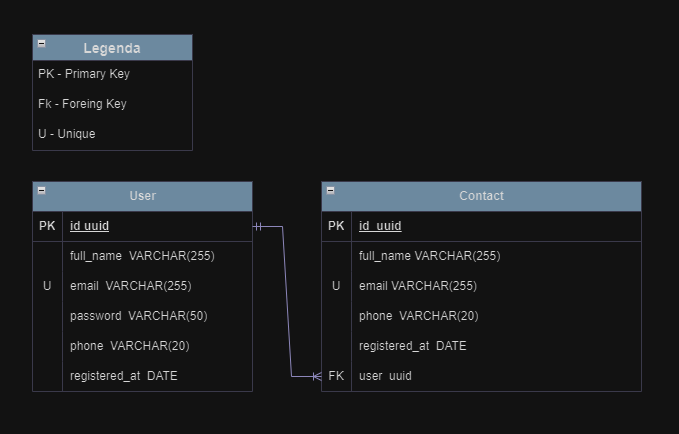 Legenda
PK - Primary Key
Fk - Foreing Key
U - Unique
User
PK id uuid
full_name VARCHAR(255)
U email VARCHAR(255)
password VARCHAR(50)
phone VARCHAR(20)
registered_at DATE
Contact
PK id uuid
full_name VARCHAR(255)
U email VARCHAR(255)
phone VARCHAR(20)
registered_at DATE
FK user uuid